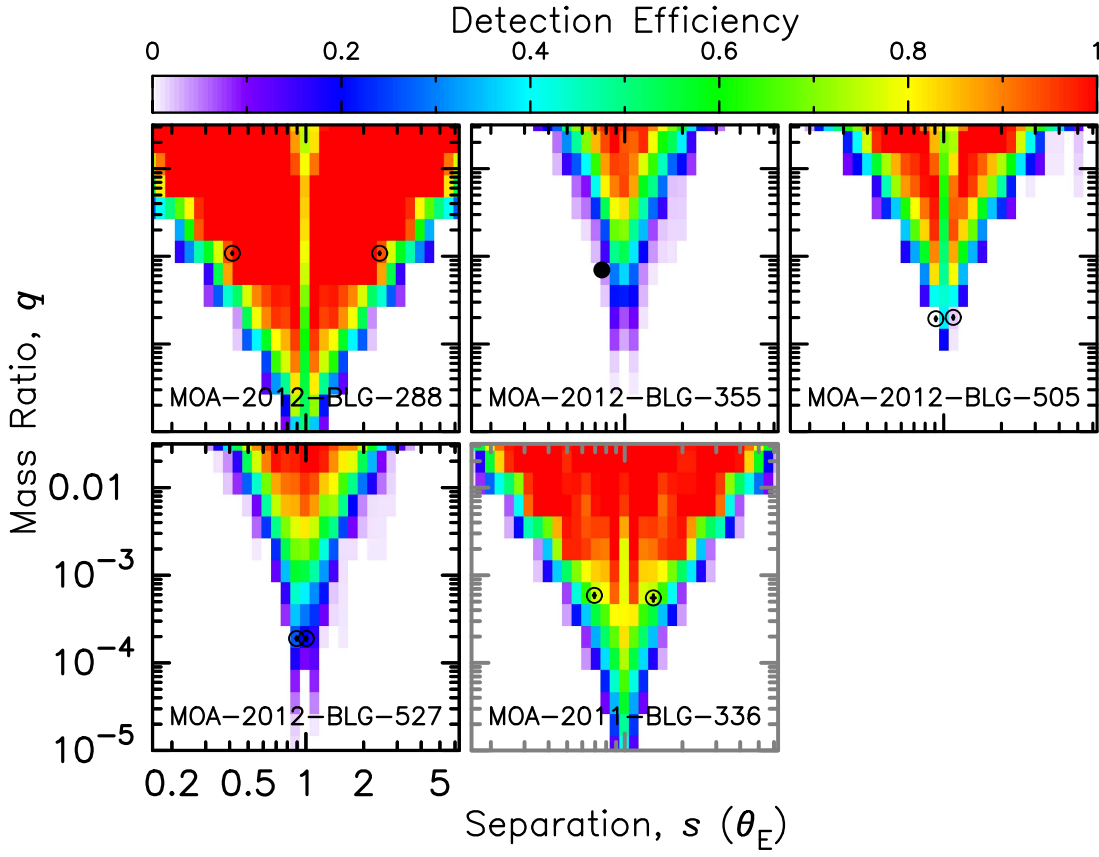 Detection Efficiency
0 0.2 0.4 0.6 0.8 1
MOA-2012-BLG-288
MOA-2012-BLG-355
MOA-2012-BLG-505
Mass Ratio, q
0.01
10⁻³
10⁻⁴
10⁻⁵
MOA-2012-BLG-527
MOA-2011-BLG-336
0.2 0.5 1 2 5
Separation, s (θ_E)